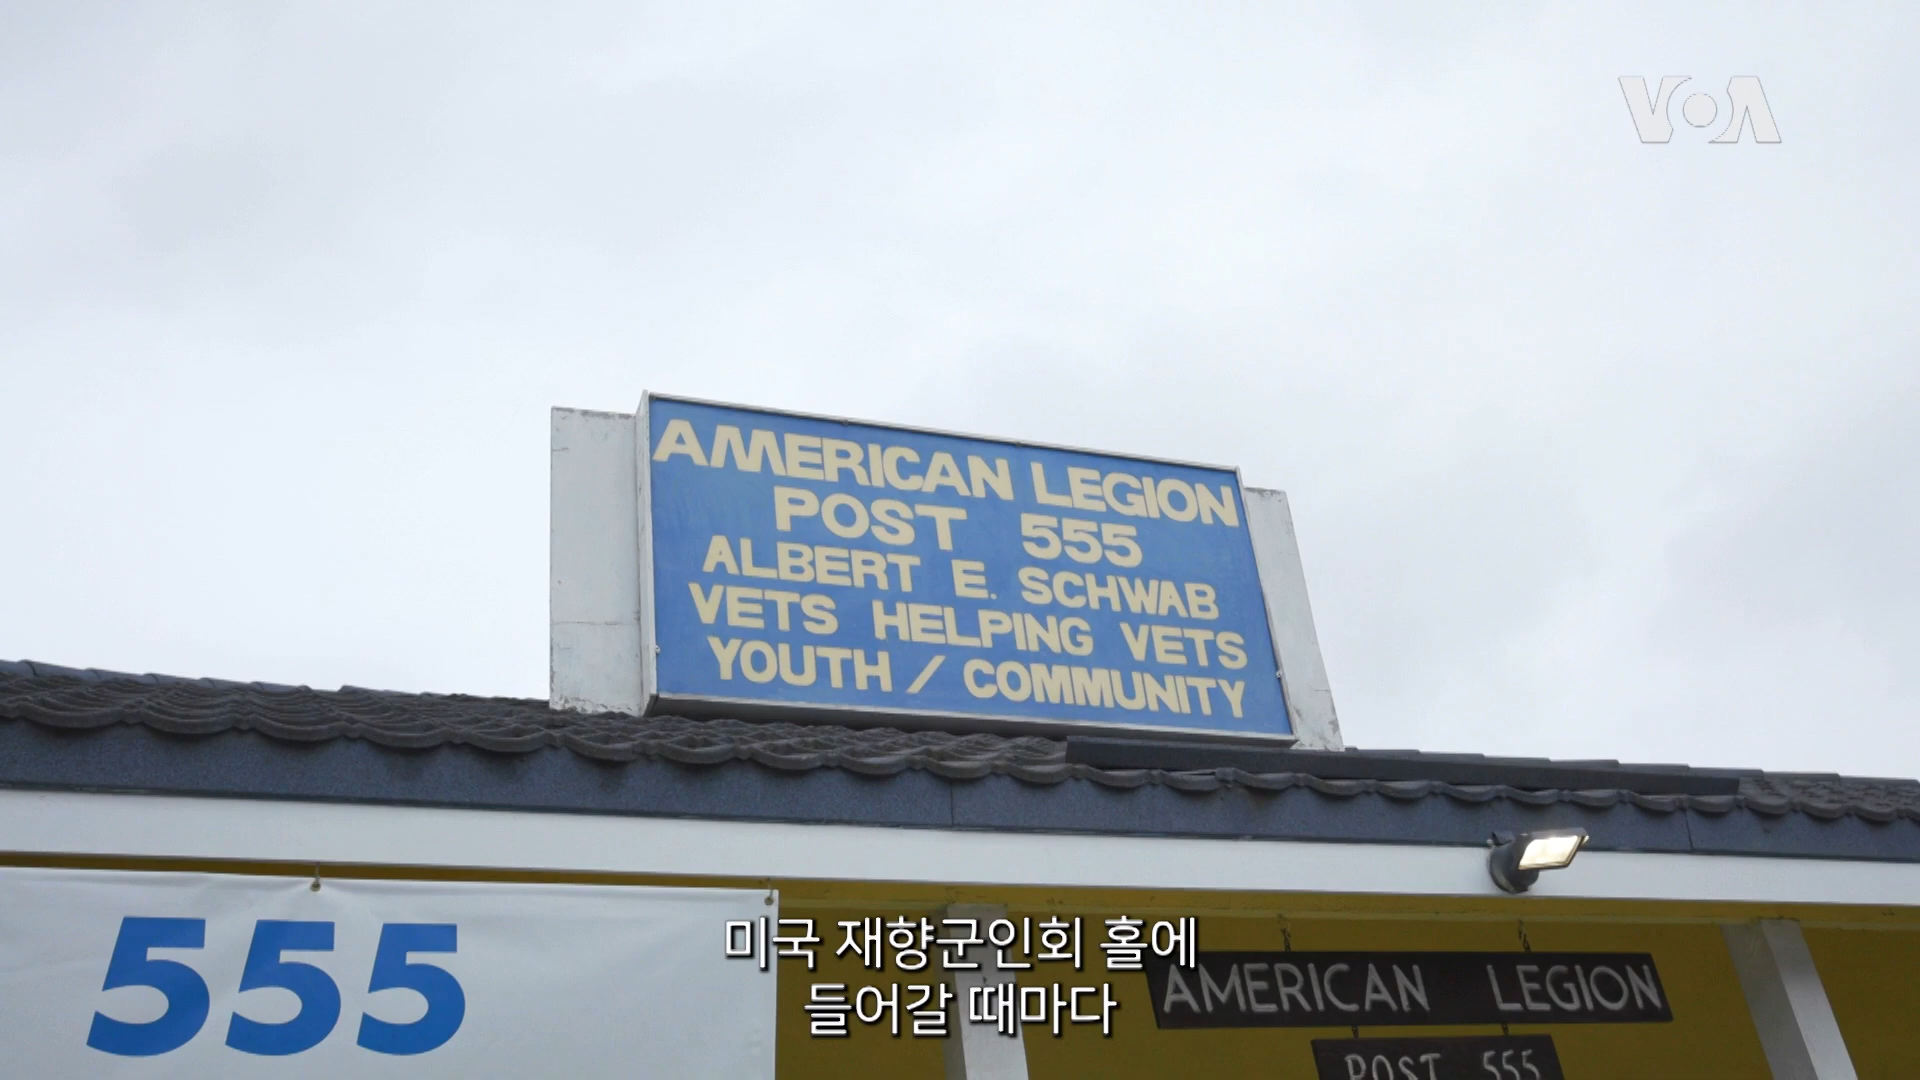 VOA
AMERICAN LEGION
POST 555
ALBERT E. SCHWAB
VETS HELPING VETS
YOUTH / COMMUNITY
555
미국 재향군인회 홀에
들어갈 때마다
AMERICAN LEGION
POST 555